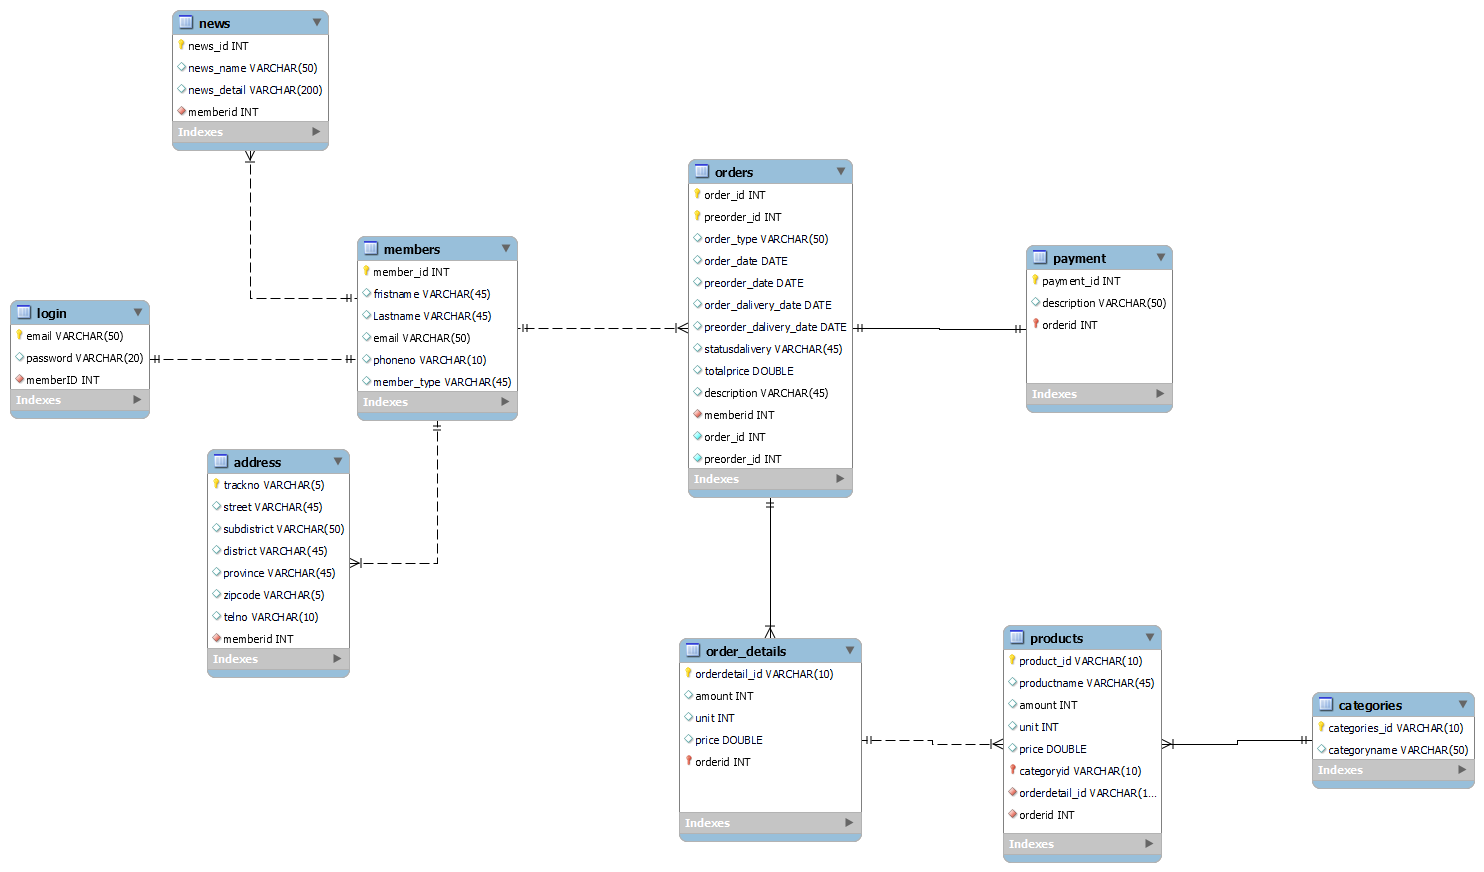 news
news_id INT
news_name VARCHAR(50)
news_detail VARCHAR(200)
memberid INT
Indexes
login
email VARCHAR(50)
password VARCHAR(20)
memberID INT
Indexes
members
member_id INT
fristname VARCHAR(45)
Lastname VARCHAR(45)
email VARCHAR(50)
phoneno VARCHAR(10)
member_type VARCHAR(45)
Indexes
address
trackno VARCHAR(5)
street VARCHAR(45)
subdistrict VARCHAR(50)
district VARCHAR(45)
province VARCHAR(45)
zipcode VARCHAR(5)
telno VARCHAR(10)
memberid INT
Indexes
orders
order_id INT
preorder_id INT
order_type VARCHAR(50)
order_date DATE
preorder_date DATE
order_dalivery_date DATE
preorder_dalivery_date DATE
statusdalivery VARCHAR(45)
totalprice DOUBLE
description VARCHAR(45)
memberid INT
order_id INT
preorder_id INT
Indexes
payment
payment_id INT
description VARCHAR(50)
orderid INT
Indexes
order_details
orderdetail_id VARCHAR(10)
amount INT
unit INT
price DOUBLE
orderid INT
Indexes
products
product_id VARCHAR(10)
productname VARCHAR(45)
amount INT
unit INT
price DOUBLE
categoryid VARCHAR(10)
orderdetail_id VARCHAR(1...
orderid INT
Indexes
categories
categories_id VARCHAR(10)
categoryname VARCHAR(50)
Indexes